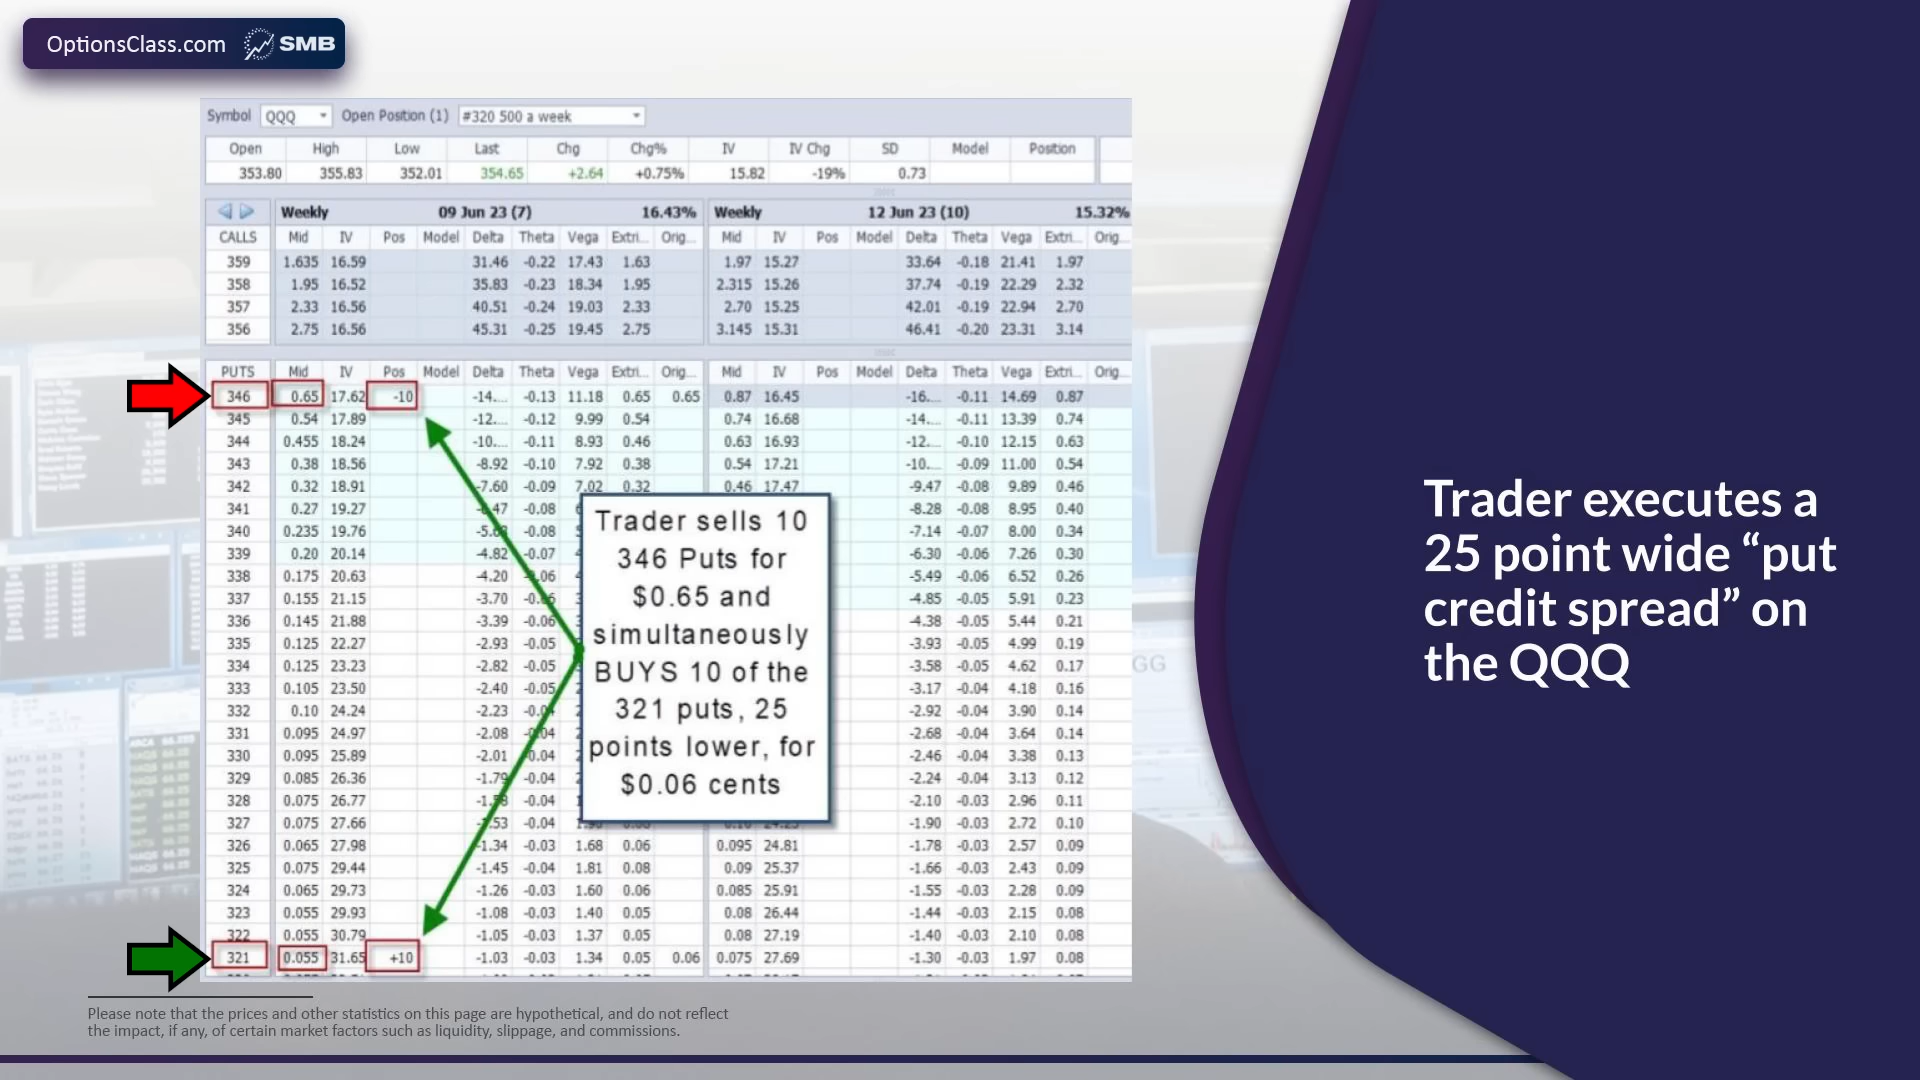 OptionsClass.com SMB
Symbol QQQ Open Position (1) #320 500 a week
Open High Low Last Chg Chg% IV IV Chg SD Model Position
353.80 355.83 352.01 354.65 +2.64 +0.75% 15.82 -19% 0.73
Weekly 09 Jun 23 (7) 16.43% Weekly 12 Jun 23 (10) 15.32%
CALLS Mid IV Pos Model Delta Theta Vega Extri... Orig... Mid IV Pos Model Delta Theta Vega Extri... Orig...
359 1.635 16.59 31.46 -0.22 17.43 1.63 1.97 15.27 33.64 -0.18 21.41 1.97
358 1.95 16.52 35.83 -0.23 18.34 1.95 2.315 15.26 37.74 -0.19 22.29 2.32
357 2.33 16.56 40.51 -0.24 19.03 2.33 2.70 15.25 42.01 -0.19 22.94 2.70
356 2.75 16.56 45.31 -0.25 19.45 2.75 3.145 15.31 46.41 -0.20 23.31 3.14
PUTS Mid IV Pos Model Delta Theta Vega Extri... Orig... Mid IV Pos Model Delta Theta Vega Extri... Orig...
346 0.65 17.62 -10 -14.... -0.13 11.18 0.65 0.65 0.87 16.45 -16.... -0.11 14.69 0.87
345 0.54 17.89 -12.... -0.12 9.99 0.54 0.74 16.68 -14.... -0.11 13.39 0.74
344 0.455 18.24 -10.... -0.11 8.93 0.46 0.63 16.93 -12.... -0.10 12.15 0.63
343 0.38 18.56 -8.92 -0.10 7.92 0.38 0.54 17.21 -10.... -0.09 11.00 0.54
342 0.32 18.91 -7.60 -0.09 7.02 0.32 0.46 17.47 -9.47 -0.08 9.89 0.46
341 0.27 19.27 -0.08 -8.28 -0.08 8.95 0.40
340 0.235 19.76 -0.08 -7.14 -0.07 8.00 0.34
339 0.20 20.14 -4.82 -0.07 -6.30 -0.06 7.26 0.30
338 0.175 20.63 -4.20 -5.49 -0.06 6.52 0.26
337 0.155 21.15 -3.70 -4.85 -0.05 5.91 0.23
336 0.145 21.88 -3.39 -0.06 -4.38 -0.05 5.44 0.21
335 0.125 22.27 -2.93 -0.05 -3.93 -0.05 4.99 0.19
334 0.125 23.23 -2.82 -0.05 -3.58 -0.05 4.62 0.17
333 0.105 23.50 -2.40 -0.05 -3.17 -0.04 4.18 0.16
332 0.10 24.24 -2.23 -2.92 -0.04 3.90 0.14
331 0.095 24.97 -2.08 -2.68 -0.04 3.64 0.14
330 0.095 25.89 -2.01 -0.04 -2.46 -0.04 3.38 0.13
329 0.085 26.36 -1.79 -0.04 -2.24 -0.04 3.13 0.12
328 0.075 26.77 -0.04 -2.10 -0.03 2.96 0.11
327 0.075 27.66 -0.04 -1.90 -0.03 2.72 0.10
326 0.065 27.98 -1.34 -0.03 1.68 0.06 0.095 24.81 -1.78 -0.03 2.57 0.09
325 0.075 29.44 -1.45 -0.04 1.81 0.08 0.09 25.37 -1.66 -0.03 2.43 0.09
324 0.065 29.73 -1.26 -0.03 1.60 0.06 0.085 25.91 -1.55 -0.03 2.28 0.09
323 0.055 29.93 -1.08 -0.03 1.40 0.05 0.08 26.44 -1.44 -0.03 2.15 0.08
322 0.055 30.79 -1.05 -0.03 1.37 0.05 0.08 27.19 -1.40 -0.03 2.10 0.08
321 0.055 31.65 +10 -1.03 -0.03 1.34 0.05 0.06 0.075 27.69 -1.30 -0.03 1.97 0.08
Trader sells 10
346 Puts for
$0.65 and
simultaneously
BUYS 10 of the
321 puts, 25
points lower, for
$0.06 cents
Trader executes a
25 point wide “put
credit spread” on
the QQQ
Please note that the prices and other statistics on this page are hypothetical, and do not reflect
the impact, if any, of certain market factors such as liquidity, slippage, and commissions.